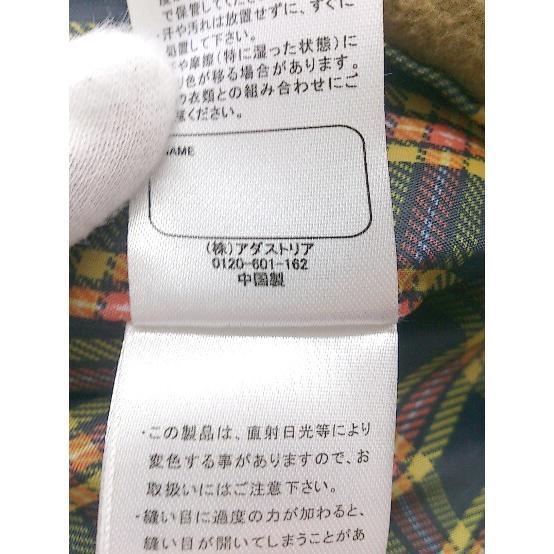 で保管してくださ
汗や汚れは放置せずに、すぐに
処置して下さい。
や摩擦（特に湿った状態）に
色が移る場合があります。
の衣類との組み合わせにご
ください。
NAME
(株)アダストリア
0120-601-162
中国製
・この製品は、直射日光等により
変色する事がありますので、お
取扱いにはご注意下さい。
・縫い目に過度の力が加わると、
縫い目が開いてしまうことがあ